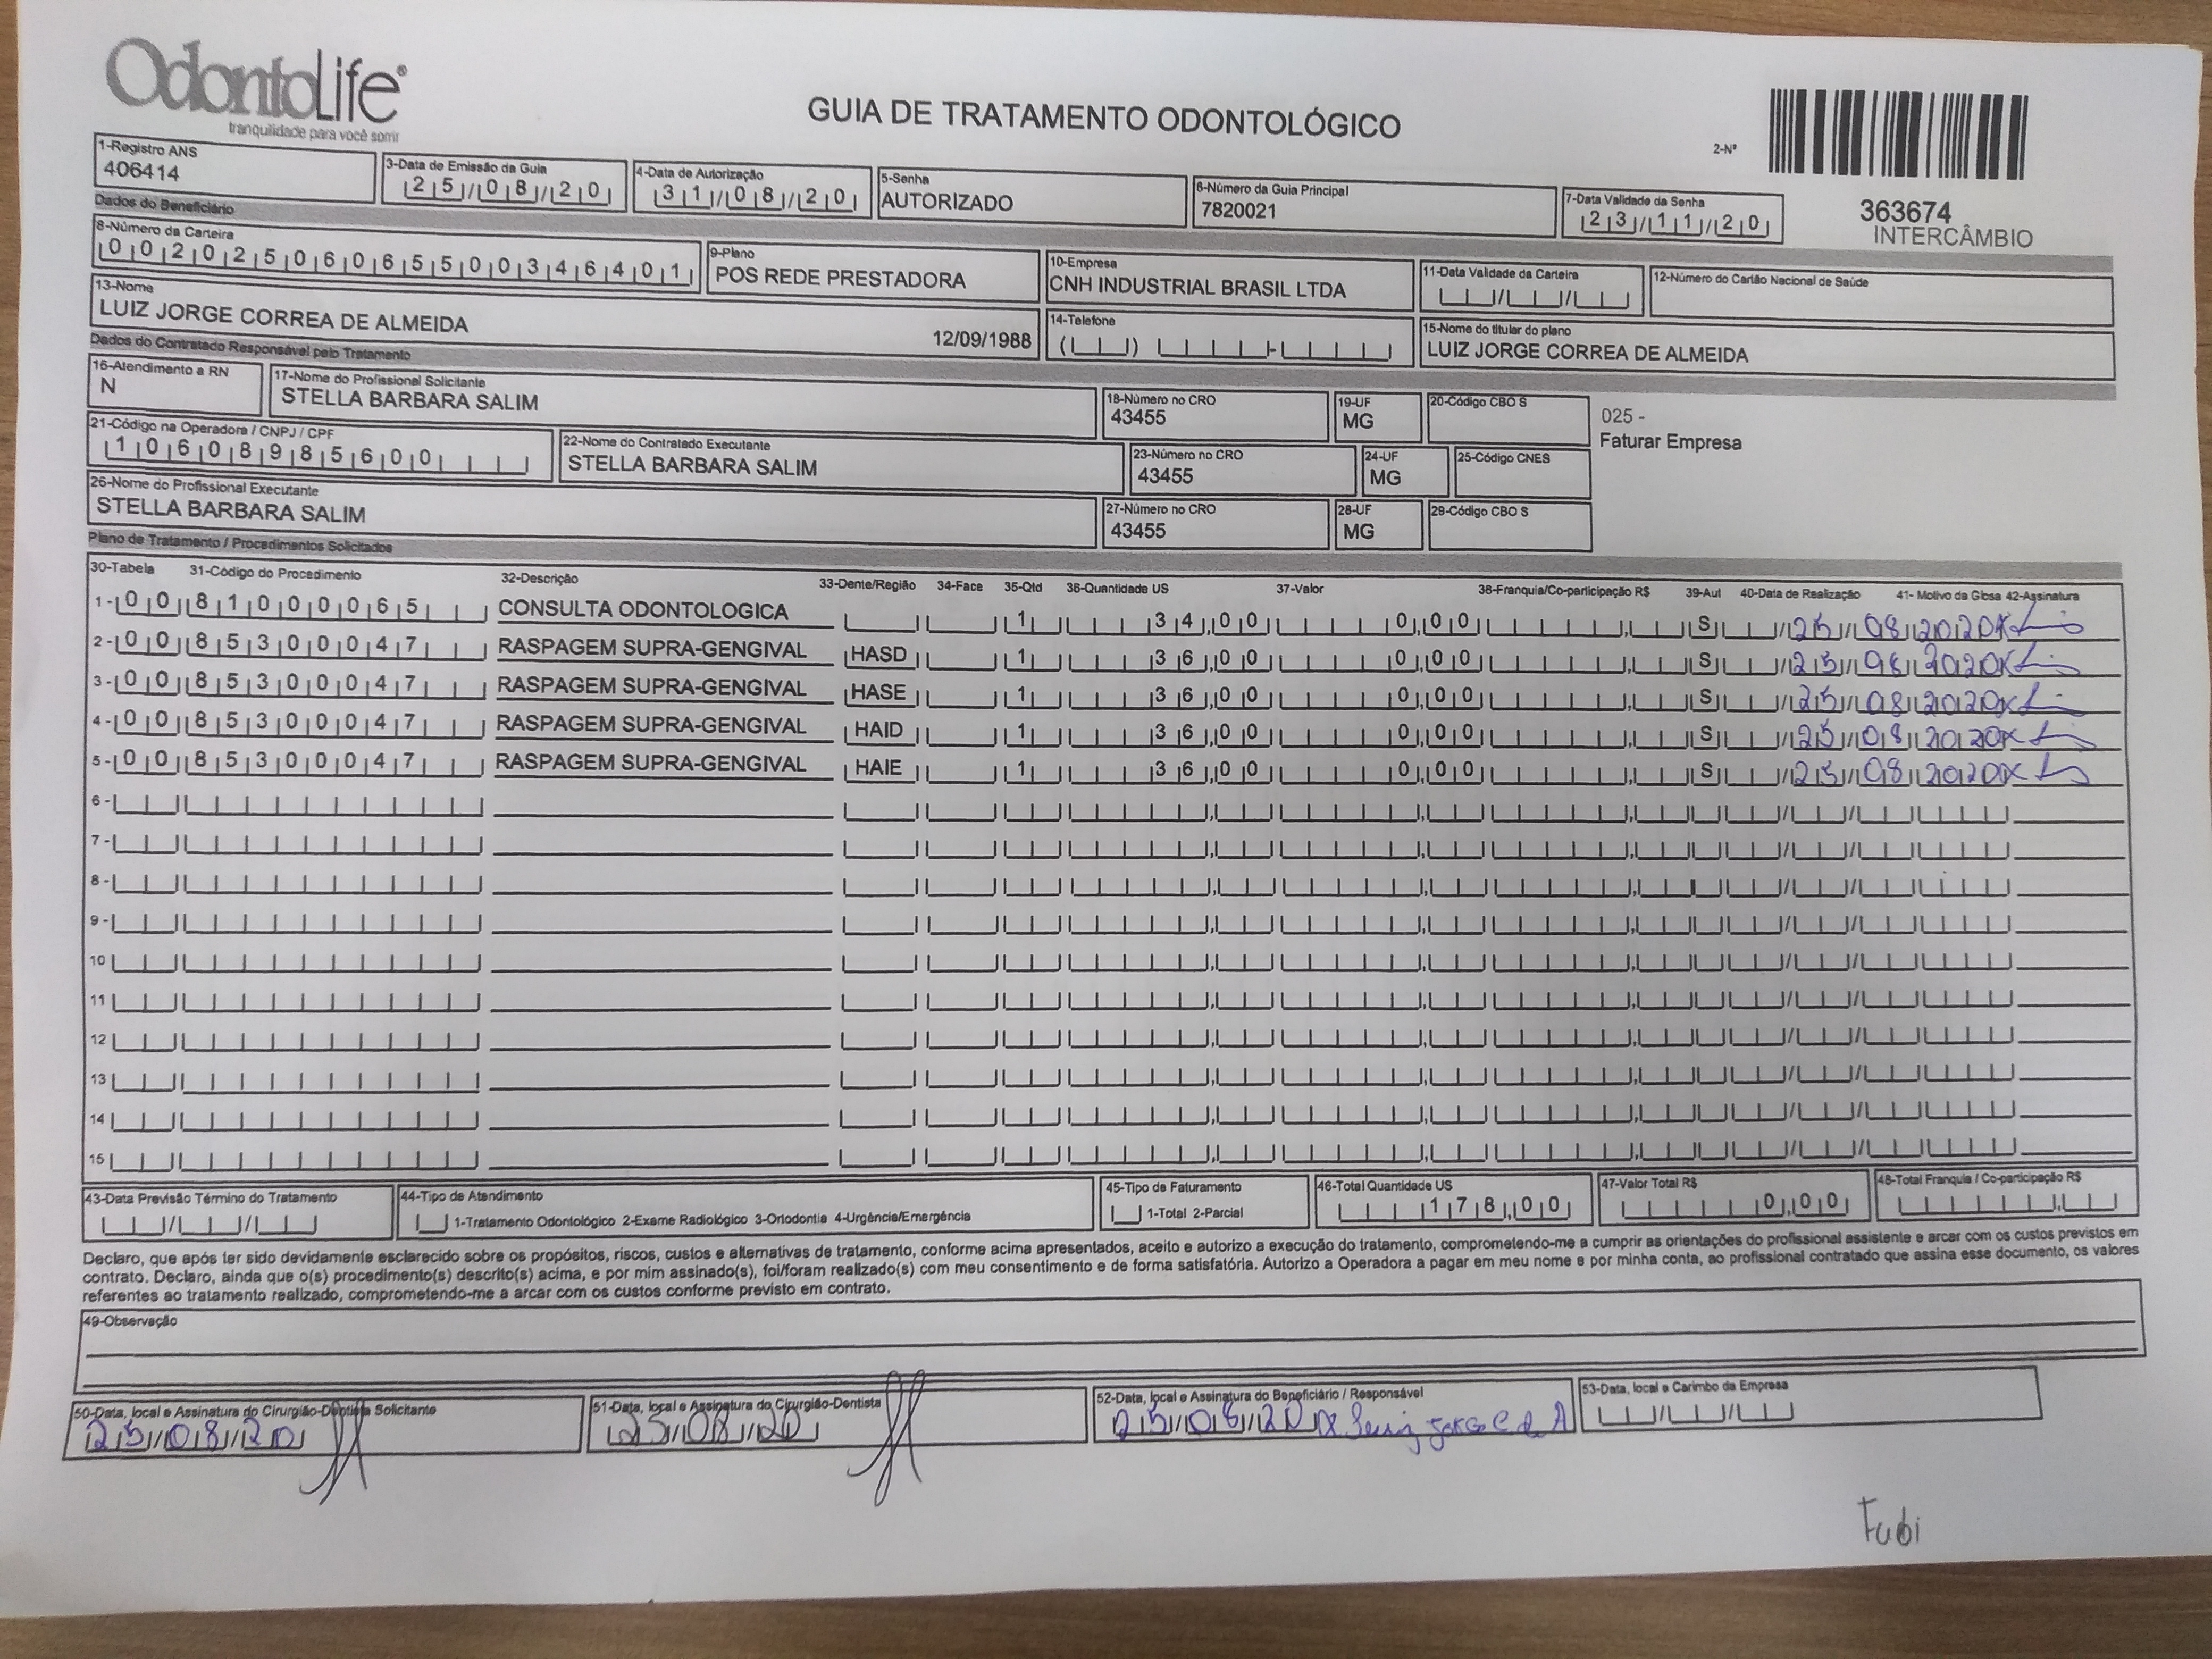 OdontoLife®
tranquilidade para você sorrir
GUIA DE TRATAMENTO ODONTOLÓGICO
2-Nº
363674
INTERCÂMBIO
1-Registro ANS
406414
3-Data de Emissão da Guia
25/08/20
4-Data de Autorização
31/08/20
5-Senha
AUTORIZADO
6-Número da Guia Principal
7820021
7-Data Validade da Senha
23/11/20
Dados do Beneficiário
8-Número da Carteira
00202506065500346401
9-Plano
POS REDE PRESTADORA
10-Empresa
CNH INDUSTRIAL BRASIL LTDA
11-Data Validade da Carteira
12-Número do Cartão Nacional de Saúde
13-Nome
LUIZ JORGE CORREA DE ALMEIDA 12/09/1988
14-Telefone
15-Nome do titular do plano
LUIZ JORGE CORREA DE ALMEIDA
Dados do Contratado Responsável pelo Tratamento
16-Atendimento a RN
N
17-Nome do Profissional Solicitante
STELLA BARBARA SALIM
18-Número no CRO
43455
19-UF
MG
20-Código CBO S
025 -
Faturar Empresa
21-Código na Operadora / CNPJ / CPF
10608985600
22-Nome do Contratado Executante
STELLA BARBARA SALIM
23-Número no CRO
43455
24-UF
MG
25-Código CNES
26-Nome do Profissional Executante
STELLA BARBARA SALIM
27-Número no CRO
43455
28-UF
MG
29-Código CBO S
Plano de Tratamento / Procedimentos Solicitados
30-Tabela 31-Código do Procedimento 32-Descrição 33-Dente/Região 34-Face 35-Qtd 36-Quantidade US 37-Valor 38-Franquia/Co-participação R$ 39-Aut 40-Data de Realização 41- Motivo da Glosa 42-Assinatura
1- 00 81000065 CONSULTA ODONTOLOGICA 1 34,00 0,00 S 25/08/2020
2- 00 85300047 RASPAGEM SUPRA-GENGIVAL HASD 1 36,00 0,00 S 25/08/2020
3- 00 85300047 RASPAGEM SUPRA-GENGIVAL HASE 1 36,00 0,00 S 25/08/2020
4- 00 85300047 RASPAGEM SUPRA-GENGIVAL HAID 1 36,00 0,00 S 25/08/2020
5- 00 85300047 RASPAGEM SUPRA-GENGIVAL HAIE 1 36,00 0,00 S 25/08/2020
6-
7-
8-
9-
10
11
12
13
14
15
43-Data Previsão Término do Tratamento
44-Tipo de Atendimento
1-Tratamento Odontológico 2-Exame Radiológico 3-Ortodontia 4-Urgência/Emergência
45-Tipo de Faturamento
1-Total 2-Parcial
46-Total Quantidade US
178,00
47-Valor Total R$
0,00
48-Total Franquia / Co-participação R$
Declaro, que após ter sido devidamente esclarecido sobre os propósitos, riscos, custos e alternativas de tratamento, conforme acima apresentados, aceito e autorizo a execução do tratamento, comprometendo-me a cumprir as orientações do profissional assistente e arcar com os custos previstos em
contrato. Declaro, ainda que o(s) procedimento(s) descrito(s) acima, e por mim assinado(s), foi/foram realizado(s) com meu consentimento e de forma satisfatória. Autorizo a Operadora a pagar em meu nome e por minha conta, ao profissional contratado que assina esse documento, os valores
referentes ao tratamento realizado, comprometendo-me a arcar com os custos conforme previsto em contrato.
49-Observação
50-Data, local e Assinatura do Cirurgião-Dentista Solicitante
25/08/20
51-Data, local e Assinatura do Cirurgião-Dentista
25/08/20
52-Data, local e Assinatura do Beneficiário / Responsável
25/08/20 x Luiz Jorge C de A
53-Data, local e Carimbo da Empresa
Fubi